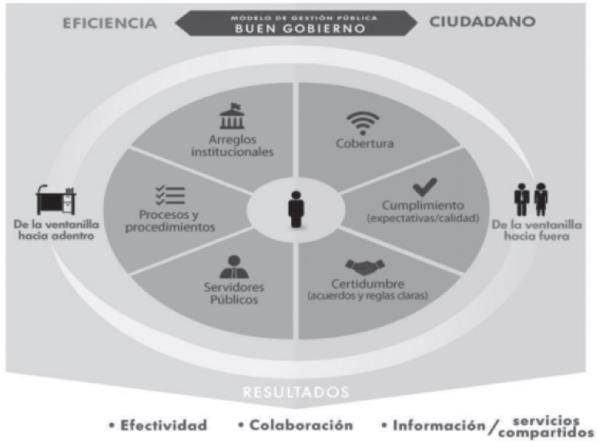 EFICIENCIA
MODELO DE GESTIÓN PÚBLICA
BUEN GOBIERNO
CIUDADANO
Arreglos
institucionales
Cobertura
De la ventanilla
hacia adentro
Procesos y
procedimientos
Cumplimiento
(expectativas/calidad)
De la ventanilla
hacia fuera
Servidores
Públicos
Certidumbre
(acuerdos y reglas claras)
RESULTADOS
• Efectividad • Colaboración • Información / servicios
compartidos